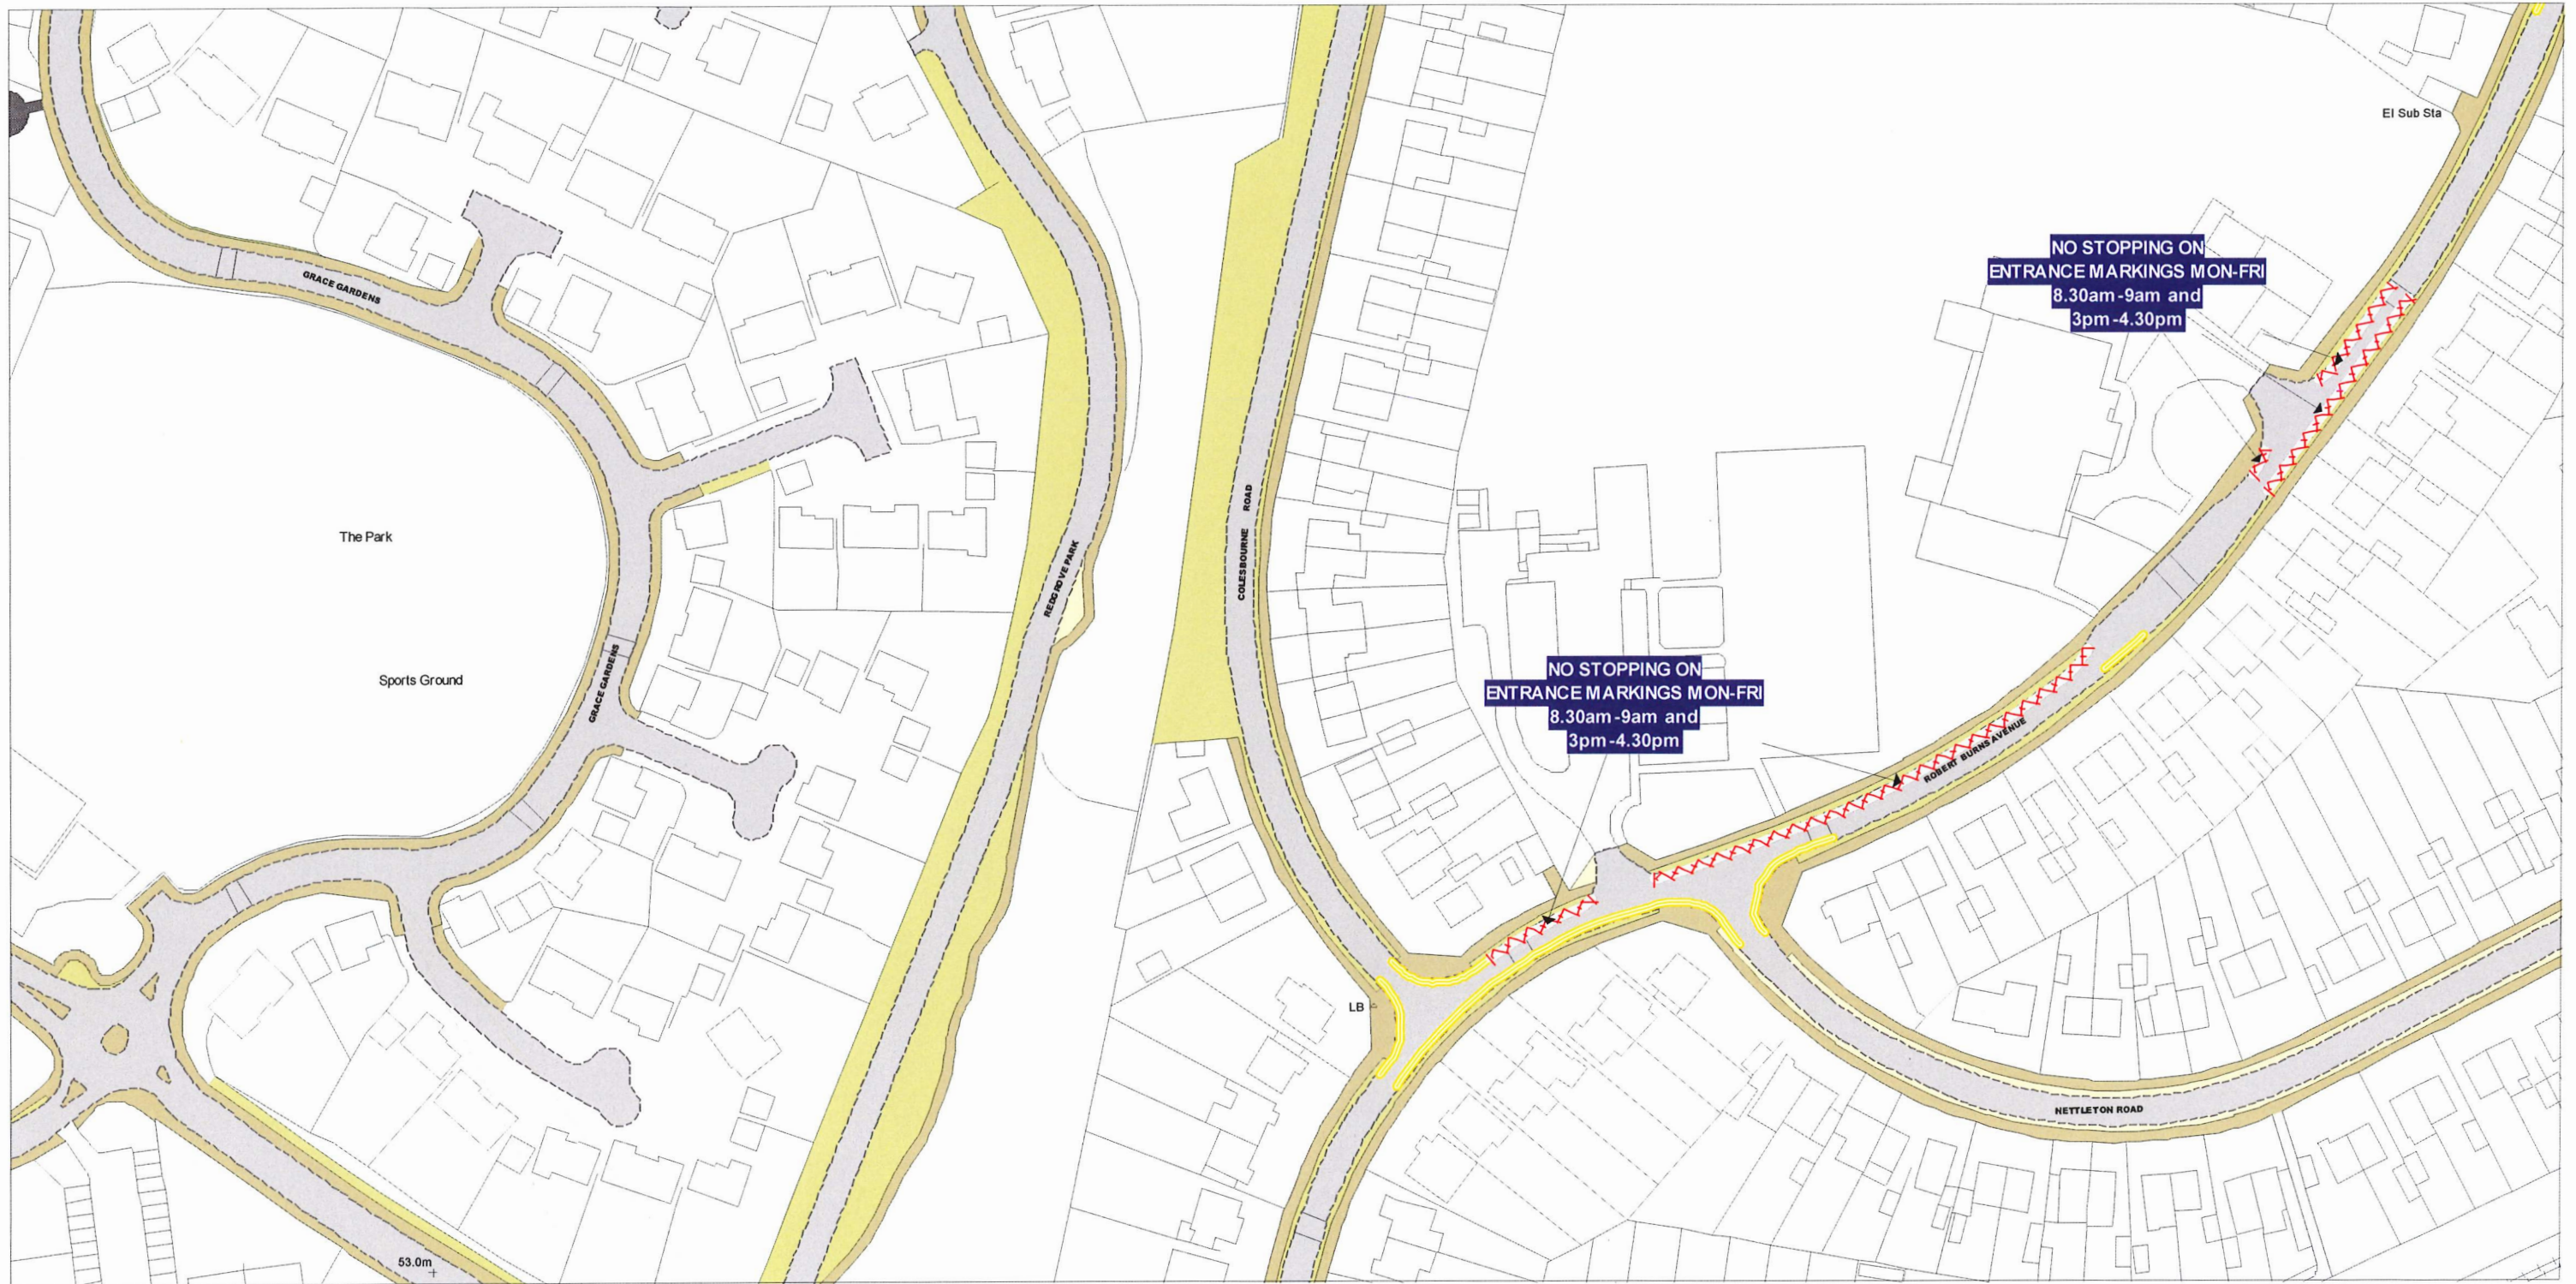 El Sub Sta
NO STOPPING ON
ENTRANCE MARKINGS MON-FRI
8.30am-9am and
3pm-4.30pm
GRACE GARDENS
COLESBOURNE ROAD
The Park
REDGROVE PARK
Sports Ground
GRACE GARDENS
NO STOPPING ON
ENTRANCE MARKINGS MON-FRI
8.30am-9am and
3pm-4.30pm
ROBERT BURNS AVENUE
LB
NETTLETON ROAD
53.0m